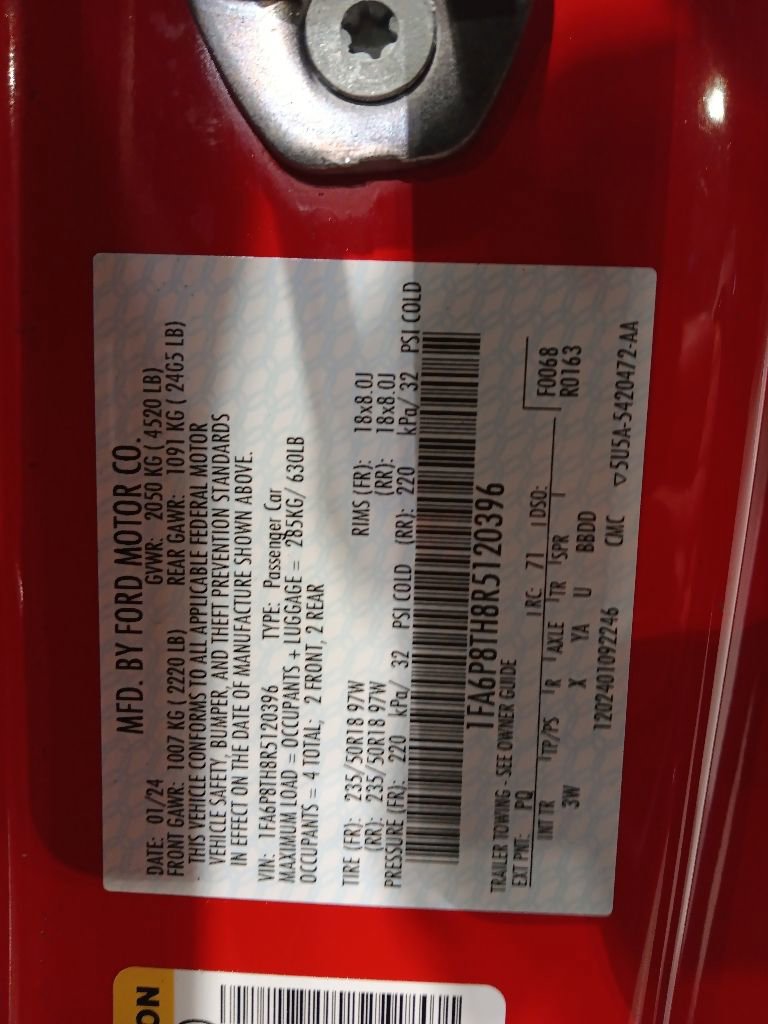 MFD. BY FORD MOTOR CO.
DATE: 01/24 GVWR: 2050 KG ( 4520 LB)
FRONT GAWR: 1007 KG ( 2220 LB) REAR GAWR: 1091 KG ( 2405 LB)
THIS VEHICLE CONFORMS TO ALL APPLICABLE FEDERAL MOTOR
VEHICLE SAFETY, BUMPER, AND THEFT PREVENTION STANDARDS
IN EFFECT ON THE DATE OF MANUFACTURE SHOWN ABOVE.
VIN: 1FA6P8TH8R5120396 TYPE: Passenger Car
MAXIMUM LOAD = OCCUPANTS + LUGGAGE = 285KG/ 630LB
OCCUPANTS = 4 TOTAL; 2 FRONT, 2 REAR
TIRE (FR): 235/50R18 97W RIMS (FR): 18x8.0J
(RR): 235/50R18 97W (RR): 18x8.0J
PRESSURE (FR): 220 kPa/ 32 PSI COLD (RR): 220 kPa/ 32 PSI COLD
1FA6P8TH8R5120396
TRAILER TOWING - SEE OWNER GUIDE
EXT PNT: PQ RC: 71 DSO: F0068
INT TR TP/PS R AXLE TR SPR R0163
3W X YA U BBDD
1202401092246 CMC ▽5U5A-5420472-AA
ON